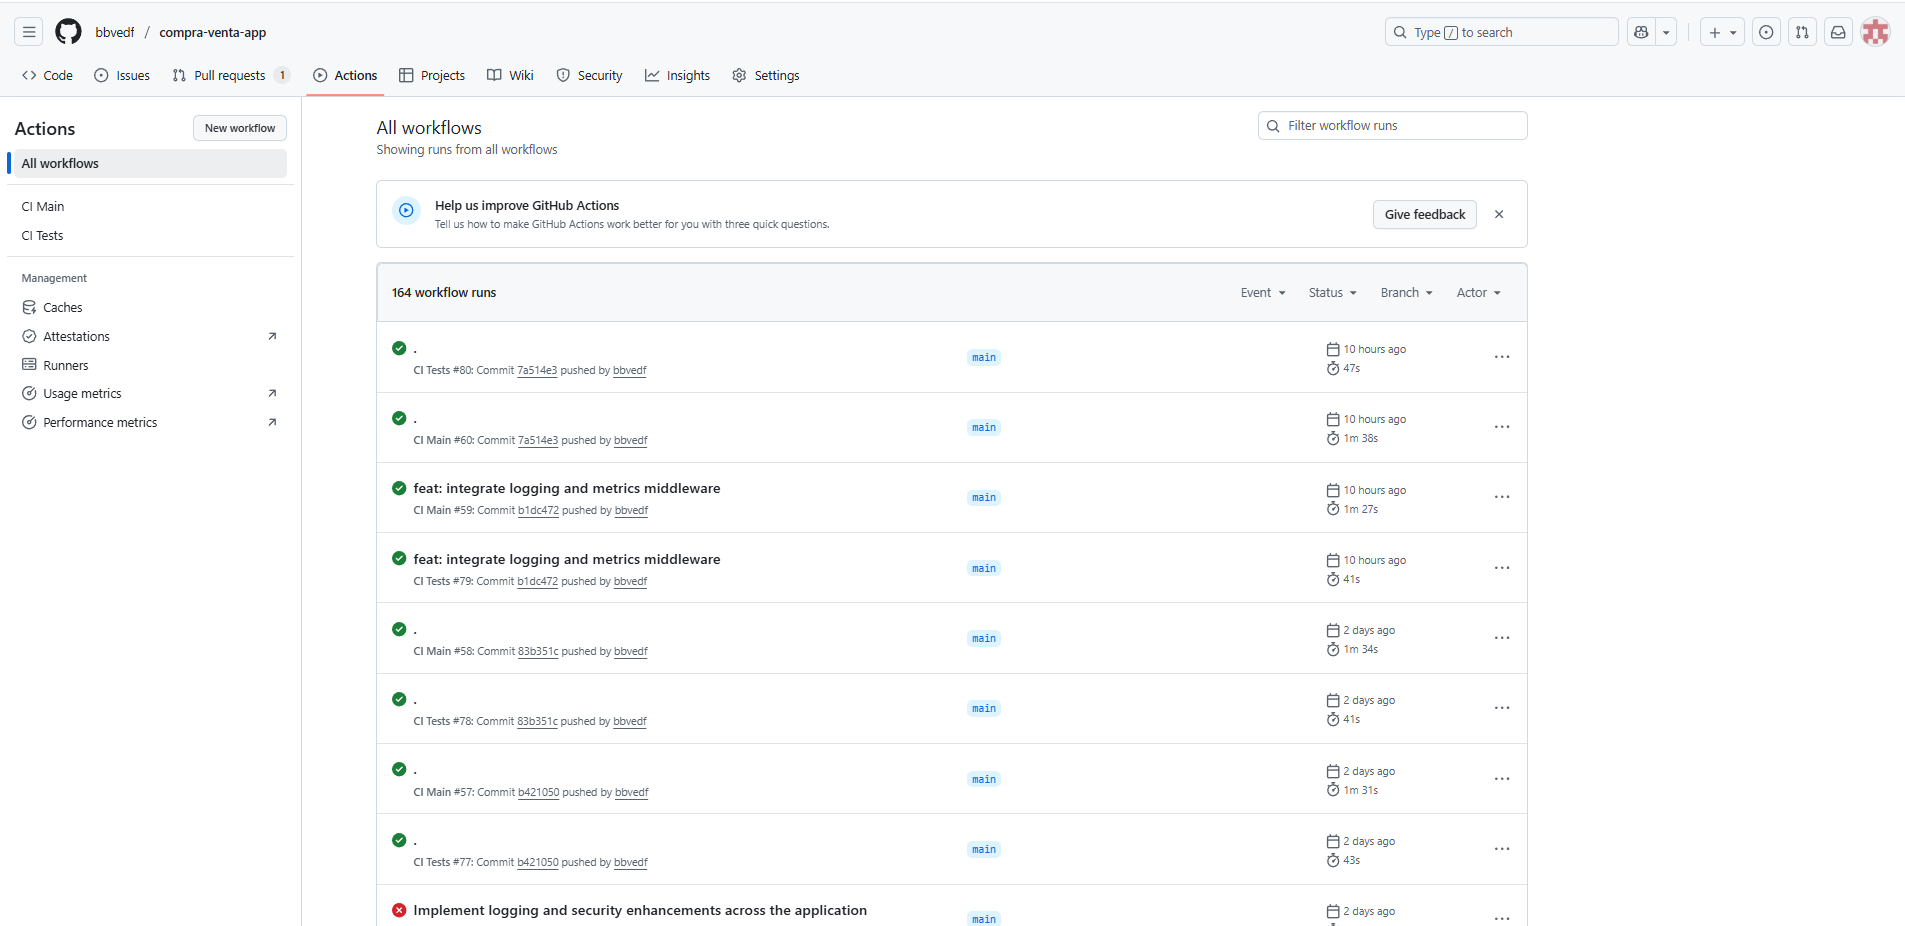 bbvedf / compra-venta-app
Type / to search
Code Issues Pull requests 1 Actions Projects Wiki Security Insights Settings
Actions
New workflow
All workflows
CI Main
CI Tests
Management
Caches
Attestations
Runners
Usage metrics
Performance metrics
All workflows
Showing runs from all workflows
Filter workflow runs
Help us improve GitHub Actions
Tell us how to make GitHub Actions work better for you with three quick questions.
Give feedback
164 workflow runs
Event Status Branch Actor
.
CI Tests #80: Commit 7a514e3 pushed by bbvedf
main
10 hours ago
47s
.
CI Main #60: Commit 7a514e3 pushed by bbvedf
main
10 hours ago
1m 38s
feat: integrate logging and metrics middleware
CI Main #59: Commit b1dc472 pushed by bbvedf
main
10 hours ago
1m 27s
feat: integrate logging and metrics middleware
CI Tests #79: Commit b1dc472 pushed by bbvedf
main
10 hours ago
41s
.
CI Main #58: Commit 83b351c pushed by bbvedf
main
2 days ago
1m 34s
.
CI Tests #78: Commit 83b351c pushed by bbvedf
main
2 days ago
41s
.
CI Main #57: Commit b421050 pushed by bbvedf
main
2 days ago
1m 31s
.
CI Tests #77: Commit b421050 pushed by bbvedf
main
2 days ago
43s
Implement logging and security enhancements across the application
main
2 days ago